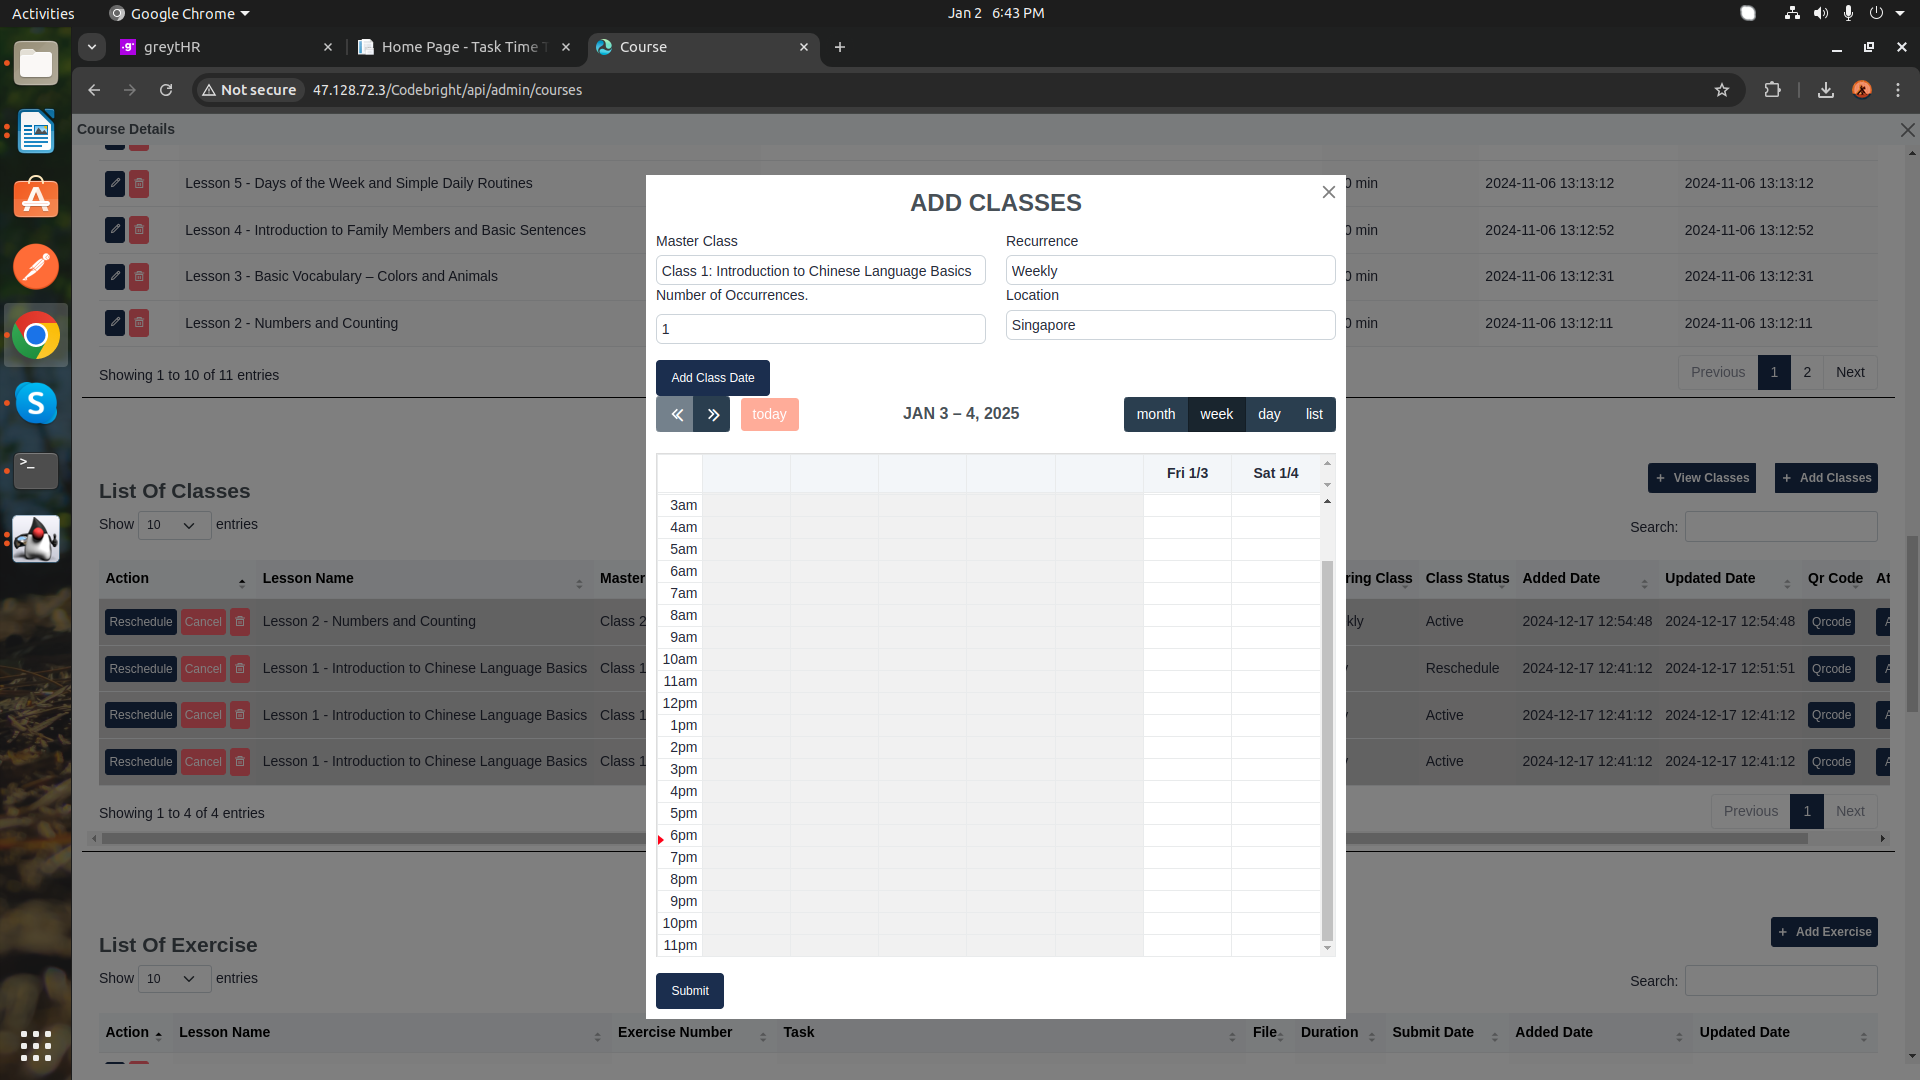 Activities
Google Chrome
Jan 2 6:43 PM
greytHR
Home Page - Task Time
Course
Not secure
47.128.72.3/Codebright/api/admin/courses
Course Details
Lesson 5 - Days of the Week and Simple Daily Routines
0 min
2024-11-06 13:13:12
2024-11-06 13:13:12
Lesson 4 - Introduction to Family Members and Basic Sentences
0 min
2024-11-06 13:12:52
2024-11-06 13:12:52
Lesson 3 - Basic Vocabulary – Colors and Animals
0 min
2024-11-06 13:12:31
2024-11-06 13:12:31
Lesson 2 - Numbers and Counting
0 min
2024-11-06 13:12:11
2024-11-06 13:12:11
Showing 1 to 10 of 11 entries
Previous 1 2 Next
ADD CLASSES
Master Class
Recurrence
Class 1: Introduction to Chinese Language Basics
Weekly
Number of Occurrences.
Location
1
Singapore
Add Class Date
today
JAN 3 – 4, 2025
month week day list
Fri 1/3
Sat 1/4
3am
4am
5am
6am
7am
8am
9am
10am
11am
12pm
1pm
2pm
3pm
4pm
5pm
6pm
7pm
8pm
9pm
10pm
11pm
Submit
List Of Classes
+ View Classes
+ Add Classes
Show 10 entries
Search:
Action
Lesson Name
Master
ring Class
Class Status
Added Date
Updated Date
Qr Code
At
Reschedule Cancel
Lesson 2 - Numbers and Counting
Class 2
kly
Active
2024-12-17 12:54:48
2024-12-17 12:54:48
Qrcode
A
Reschedule Cancel
Lesson 1 - Introduction to Chinese Language Basics
Class 1
y
Reschedule
2024-12-17 12:41:12
2024-12-17 12:51:51
Qrcode
A
Reschedule Cancel
Lesson 1 - Introduction to Chinese Language Basics
Class 1
y
Active
2024-12-17 12:41:12
2024-12-17 12:41:12
Qrcode
A
Reschedule Cancel
Lesson 1 - Introduction to Chinese Language Basics
Class 1
y
Active
2024-12-17 12:41:12
2024-12-17 12:41:12
Qrcode
A
Showing 1 to 4 of 4 entries
Previous 1 Next
List Of Exercise
+ Add Exercise
Show 10 entries
Search:
Action
Lesson Name
Exercise Number
Task
File
Duration
Submit Date
Added Date
Updated Date